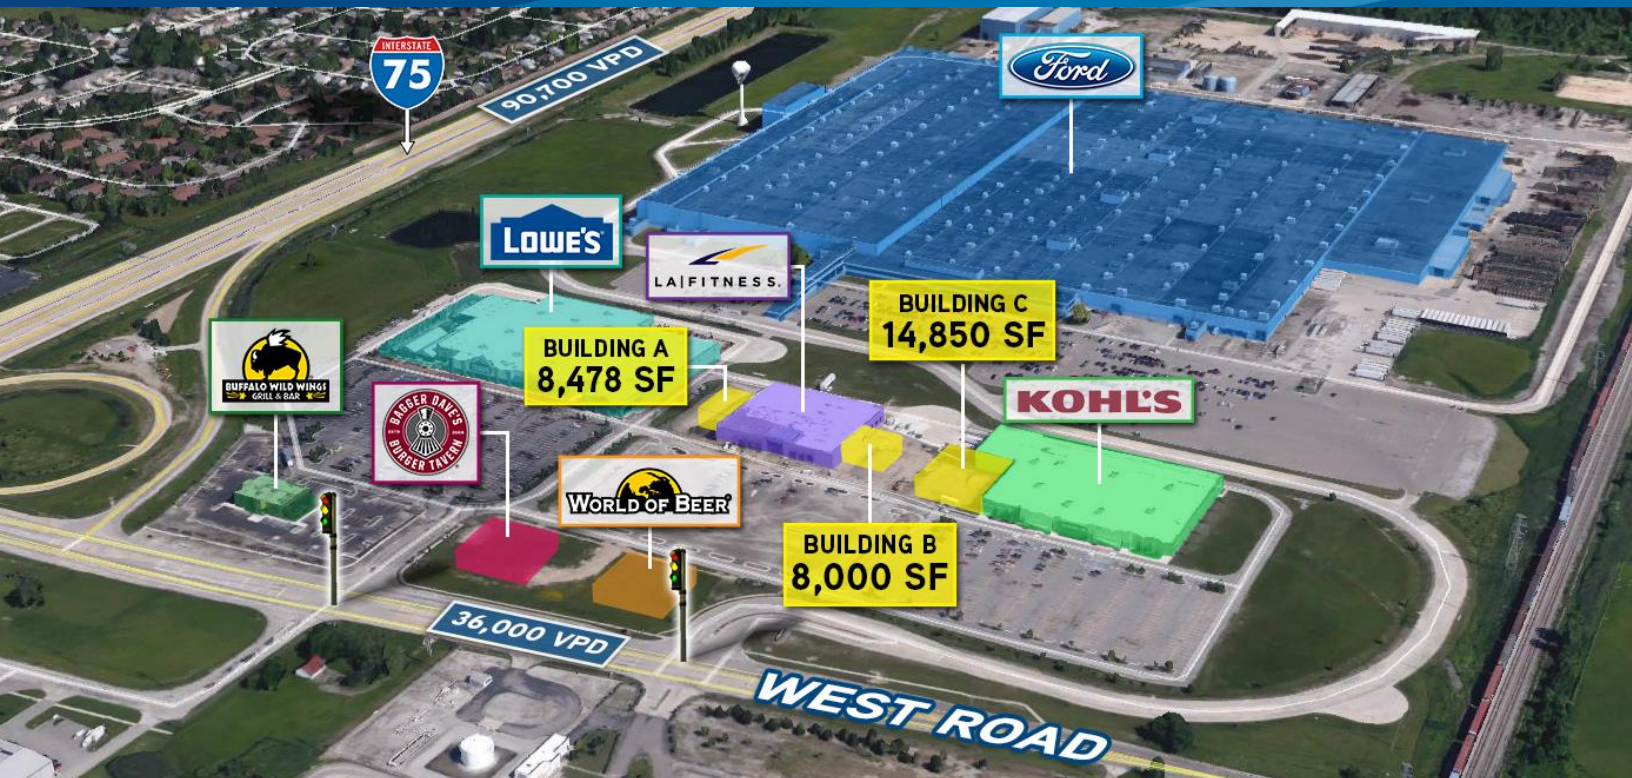 INTERSTATE
75
90,700 VPD
Ford
LOWE'S
LA|FITNESS.
BUILDING C
14,850 SF
BUILDING A
8,478 SF
BUFFALO WILD WINGS
GRILL & BAR
BAGGER DAVE'S
BURGER TAVERN
KOHL'S
WORLD OF BEER
BUILDING B
8,000 SF
36,000 VPD
WEST ROAD